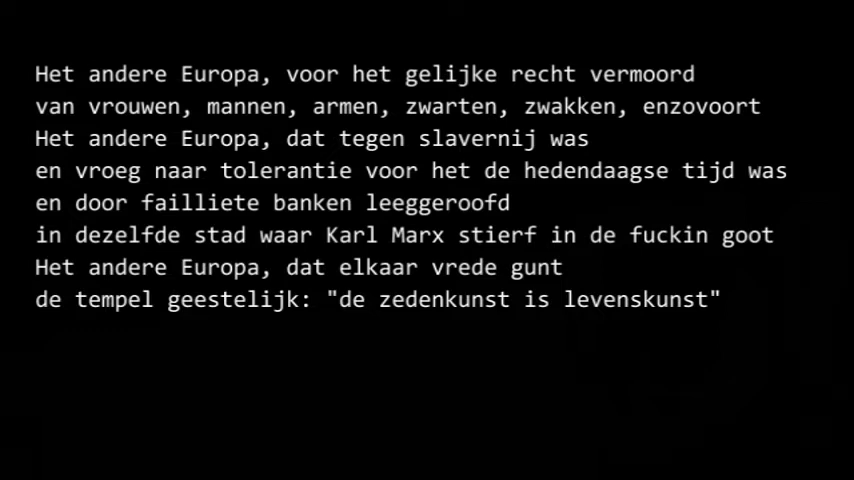 Het andere Europa, voor het gelijke recht vermoord
van vrouwen, mannen, armen, zwarten, zwakken, enzovoort
Het andere Europa, dat tegen slavernij was
en vroeg naar tolerantie voor het de hedendaagse tijd was
en door failliete banken leeggeroofd
in dezelfde stad waar Karl Marx stierf in de fuckin goot
Het andere Europa, dat elkaar vrede gunt
de tempel geestelijk: "de zedenkunst is levenskunst"